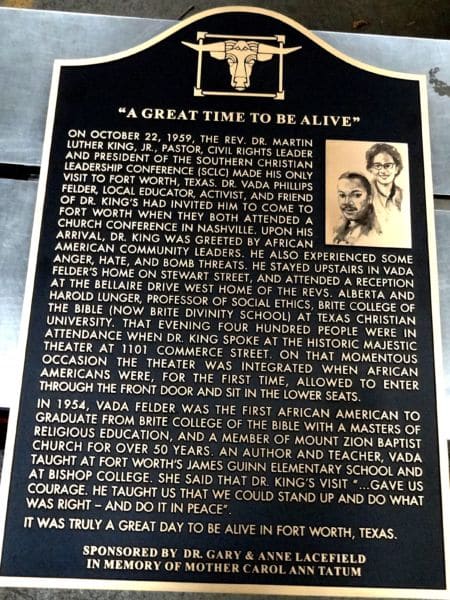 “A GREAT TIME TO BE ALIVE”
ON OCTOBER 22, 1959, THE REV. DR. MARTIN
LUTHER KING, JR., PASTOR, CIVIL RIGHTS LEADER
AND PRESIDENT OF THE SOUTHERN CHRISTIAN
LEADERSHIP CONFERENCE (SCLC) MADE HIS ONLY
VISIT TO FORT WORTH, TEXAS. DR. VADA PHILLIPS
FELDER, LOCAL EDUCATOR, ACTIVIST, AND FRIEND
OF DR. KING'S HAD INVITED HIM TO COME TO
FORT WORTH WHEN THEY BOTH ATTENDED A
CHURCH CONFERENCE IN NASHVILLE. UPON HIS
ARRIVAL, DR. KING WAS GREETED BY AFRICAN
AMERICAN COMMUNITY LEADERS. HE ALSO EXPERIENCED SOME
ANGER, HATE, AND BOMB THREATS. HE STAYED UPSTAIRS IN VADA
FELDER'S HOME ON STEWART STREET, AND ATTENDED A RECEPTION
AT THE BELLAIRE DRIVE WEST HOME OF THE REVS. ALBERTA AND
HAROLD LUNGER, PROFESSOR OF SOCIAL ETHICS, BRITE COLLEGE OF
THE BIBLE (NOW BRITE DIVINITY SCHOOL) AT TEXAS CHRISTIAN
UNIVERSITY. THAT EVENING FOUR HUNDRED PEOPLE WERE IN
ATTENDANCE WHEN DR. KING SPOKE AT THE HISTORIC MAJESTIC
THEATER AT 1101 COMMERCE STREET. ON THAT MOMENTOUS
OCCASION THE THEATER WAS INTEGRATED WHEN AFRICAN
AMERICANS WERE, FOR THE FIRST TIME, ALLOWED TO ENTER
THROUGH THE FRONT DOOR AND SIT IN THE LOWER SEATS.
IN 1954, VADA FELDER WAS THE FIRST AFRICAN AMERICAN TO
GRADUATE FROM BRITE COLLEGE OF THE BIBLE WITH A MASTERS OF
RELIGIOUS EDUCATION, AND A MEMBER OF MOUNT ZION BAPTIST
CHURCH FOR OVER 50 YEARS. AN AUTHOR AND TEACHER, VADA
TAUGHT AT FORT WORTH'S JAMES GUINN ELEMENTARY SCHOOL AND
AT BISHOP COLLEGE. SHE SAID THAT DR. KING'S VISIT “...GAVE US
COURAGE. HE TAUGHT US THAT WE COULD STAND UP AND DO WHAT
WAS RIGHT – AND DO IT IN PEACE”.
IT WAS TRULY A GREAT DAY TO BE ALIVE IN FORT WORTH, TEXAS.
SPONSORED BY DR. GARY & ANNE LACEFIELD
IN MEMORY OF MOTHER CAROL ANN TATUM